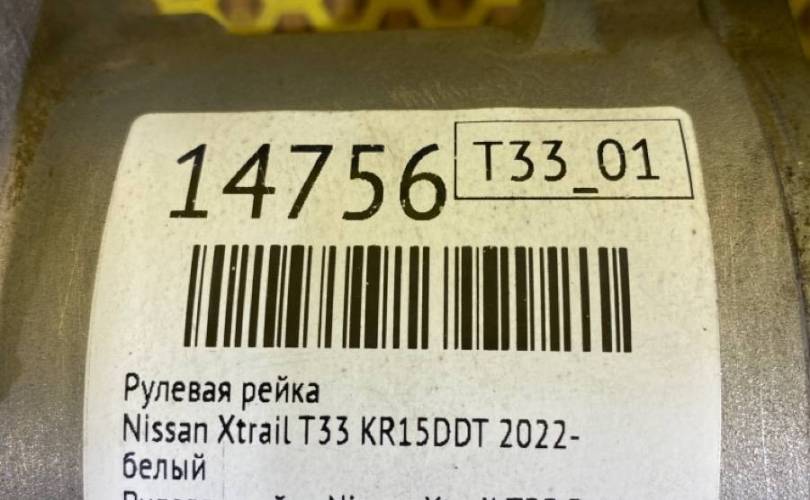 14756
T33_01
Рулевая рейка
Nissan Xtrail T33 KR15DDT 2022-
белый